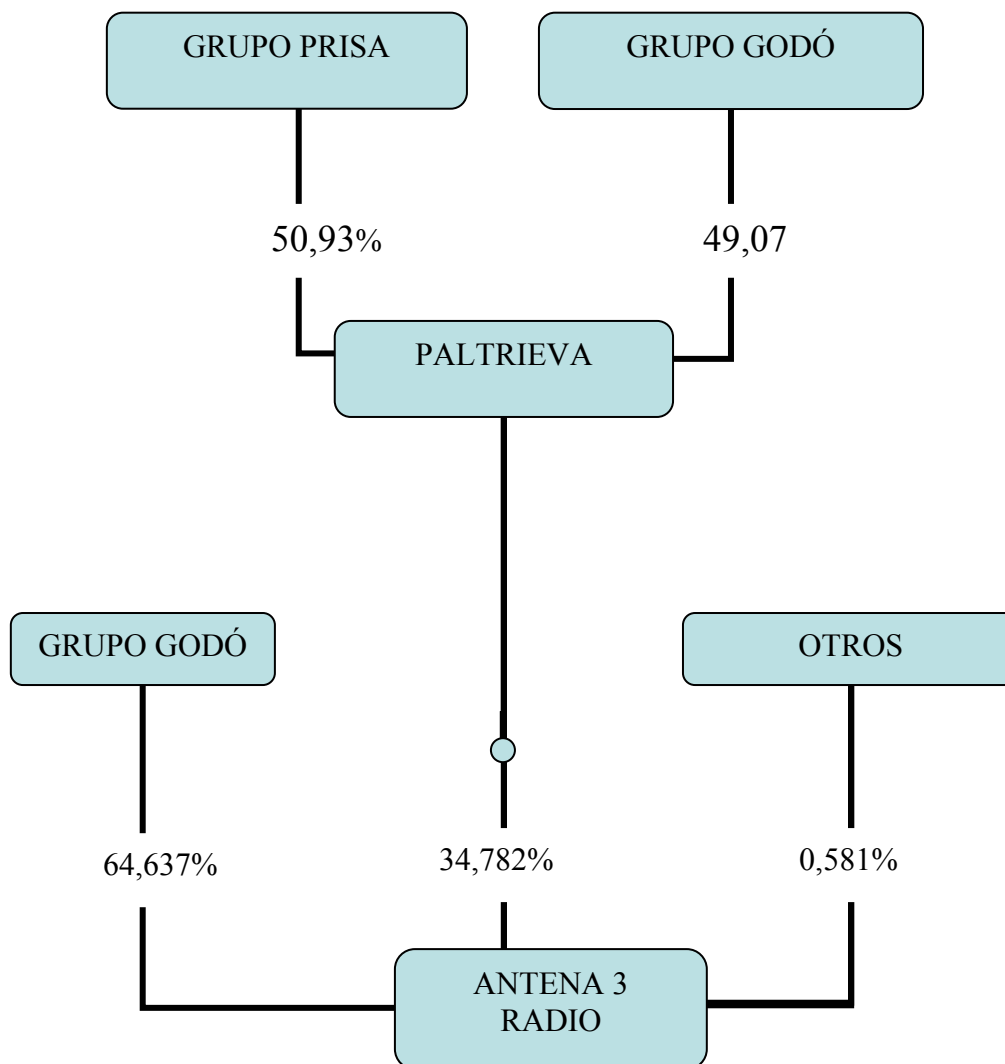 GRUPO PRISA
GRUPO GODÓ
50,93%
49,07
PALTRIEVA
GRUPO GODÓ
OTROS
64,637%
34,782%
0,581%
ANTENA 3
RADIO